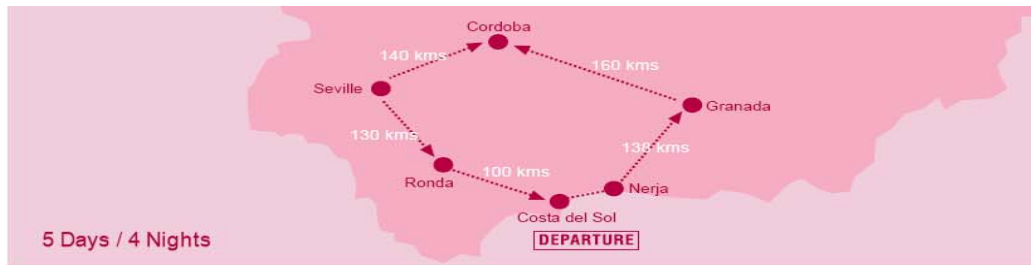 Cordoba
140 kms
160 kms
Seville
Granada
130 kms
138 kms
100 kms
Ronda
Nerja
Costa del Sol
5 Days / 4 Nights
DEPARTURE